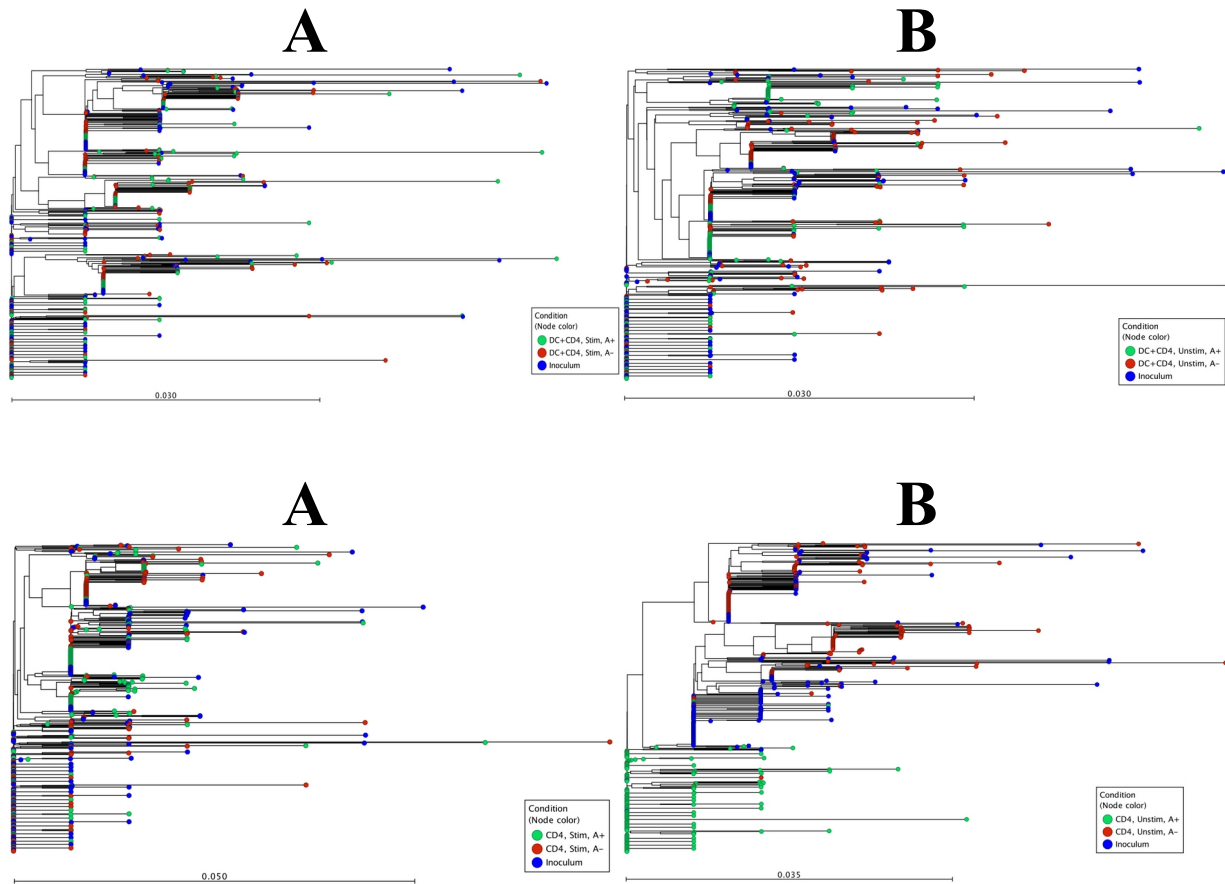 A
B
Condition
(Node color)
DC+CD4, Stim, A+
DC+CD4, Stim, A-
Inoculum
0.030
Condition
(Node color)
DC+CD4, Unstim, A+
DC+CD4, Unstim, A-
Inoculum
0.030
A
B
Condition
(Node color)
CD4, Stim, A+
CD4, Stim, A-
Inoculum
0.050
Condition
(Node color)
CD4, Unstim, A+
CD4, Unstim, A-
Inoculum
0.035